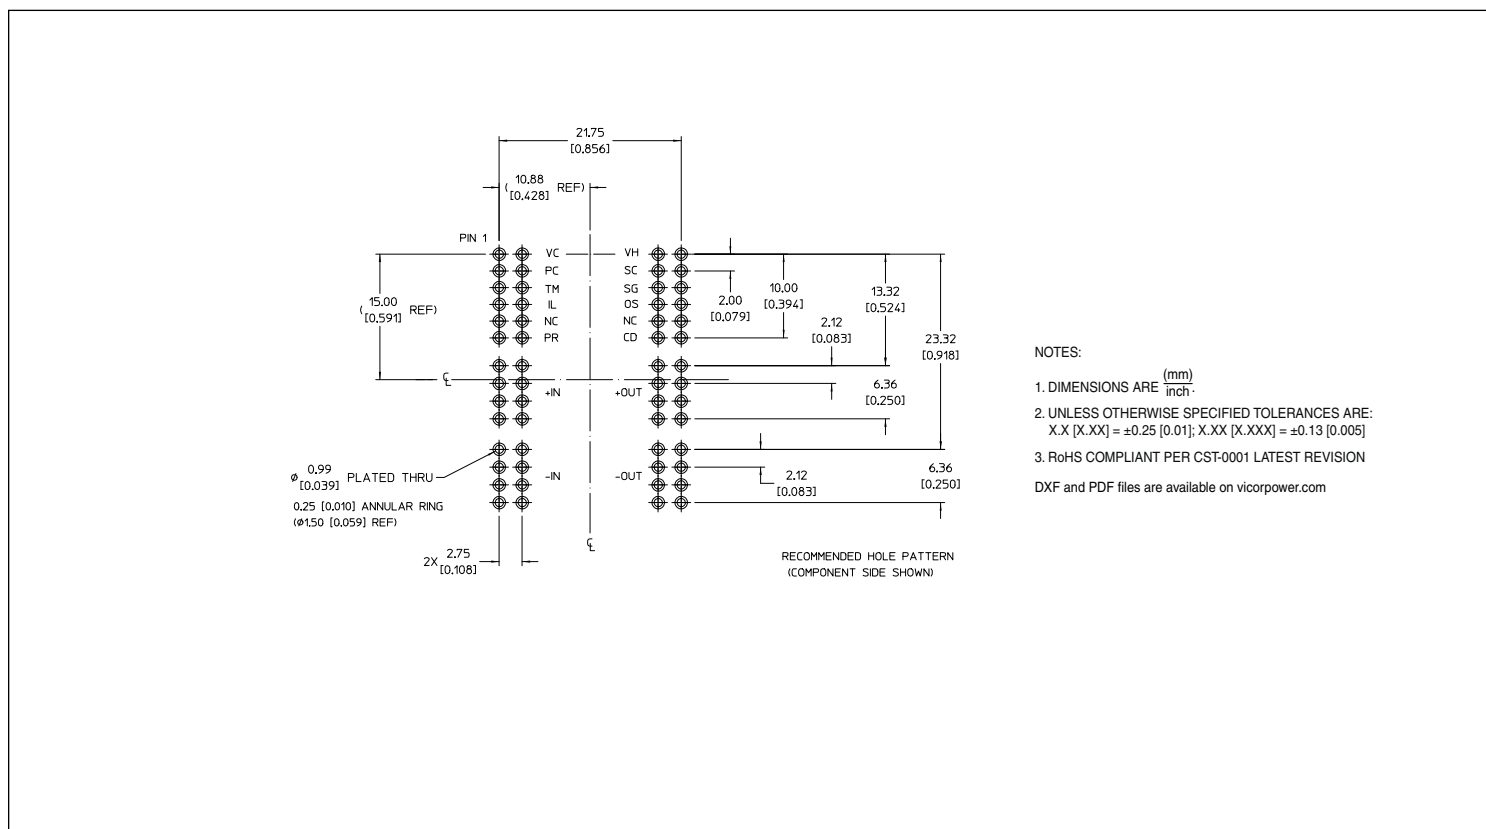 21.75
[0.856]
( 10.88 REF)
[0.428]
PIN 1
VC VH
PC SC
TM SG
IL OS
NC NC
PR CD
( 15.00 REF)
[0.591]
2.00
[0.079]
10.00
[0.394]
13.32
[0.524]
2.12
[0.083]
23.32
[0.918]
℄
+IN +OUT
6.36
[0.250]
-IN -OUT
2.12
[0.083]
6.36
[0.250]
Ø 0.99 PLATED THRU
[0.039]
0.25 [0.010] ANNULAR RING
(Ø1.50 [0.059] REF)
℄
2X 2.75
[0.108]
RECOMMENDED HOLE PATTERN
(COMPONENT SIDE SHOWN)
NOTES:
1. DIMENSIONS ARE (mm)/inch.
2. UNLESS OTHERWISE SPECIFIED TOLERANCES ARE:
X.X [X.XX] = ±0.25 [0.01]; X.XX [X.XXX] = ±0.13 [0.005]
3. RoHS COMPLIANT PER CST-0001 LATEST REVISION
DXF and PDF files are available on vicorpower.com